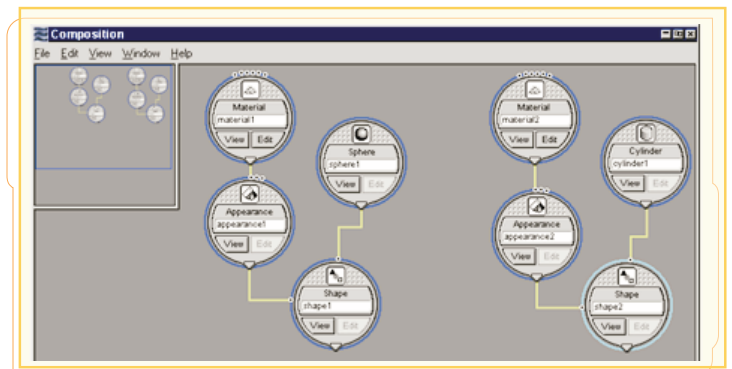 Composition
File Edit View Window Help
Material
material1
View Edit
Sphere
sphere1
View Edit
Appearance
appearance1
View Edit
Shape
shape1
View Edit
Material
material2
View Edit
Cylinder
cylinder1
View Edit
Appearance
appearance2
View Edit
Shape
shape2
View Edit